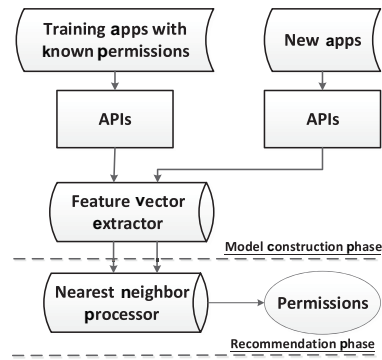 Training apps with
known permissions
New apps
APIs
APIs
Feature vector
extractor
Model construction phase
Nearest neighbor
processor
Permissions
Recommendation phase